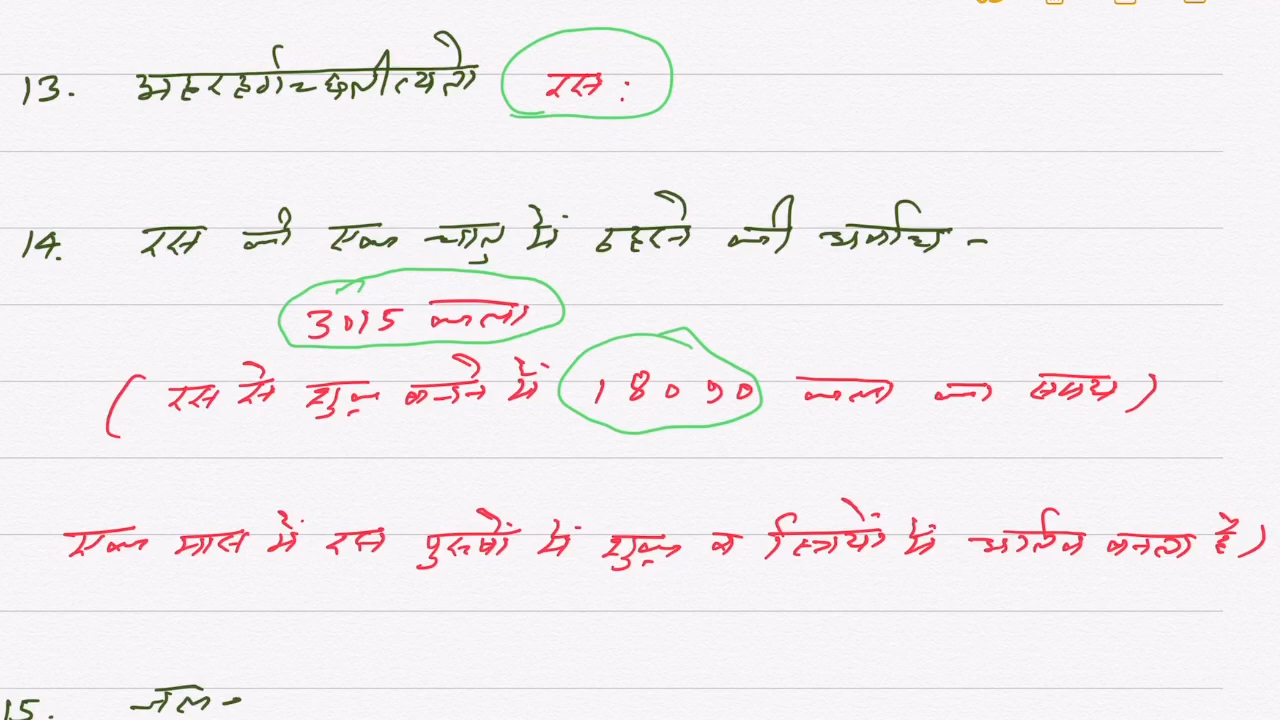 13. अहरहर्गच्छतीत्यतो रसः
14. रस की एक धातु में ठहरने की अवधि -
3015 कला
( रस से शुक्र बनने में 18090 कला का समय )
एक मास में रस पुरुषों में शुक्र व स्त्रियों में आर्तव बनता है)
15. जल -